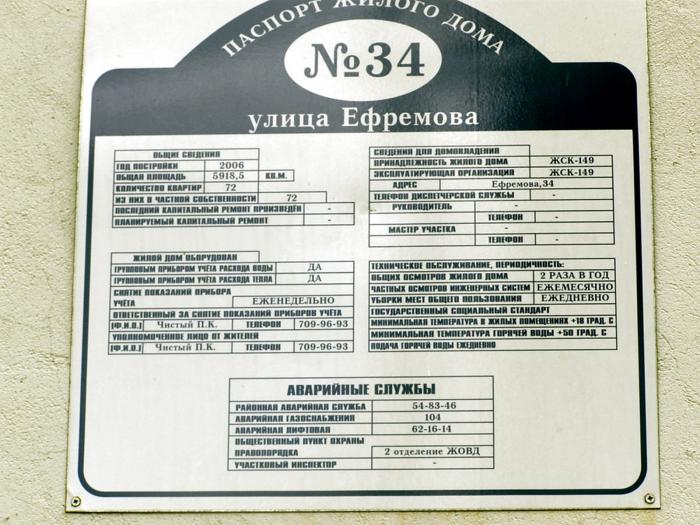 ПАСПОРТ ЖИЛОГО ДОМА
№34
улица Ефремова
ОБЩИЕ СВЕДЕНИЯ
ГОД ПОСТРОЙКИ 2006
ОБЩАЯ ПЛОЩАДЬ 5918,5 КВ.М.
КОЛИЧЕСТВО КВАРТИР 72
ИЗ НИХ В ЧАСТНОЙ СОБСТВЕННОСТИ 72
ПОСЛЕДНИЙ КАПИТАЛЬНЫЙ РЕМОНТ ПРОИЗВЕДЁН -
ПЛАНИРУЕМЫЙ КАПИТАЛЬНЫЙ РЕМОНТ -
СВЕДЕНИЯ ДЛЯ ДОМОВЛАДЕНИЯ
ПРИНАДЛЕЖНОСТЬ ЖИЛОГО ДОМА ЖСК-149
ЭКСПЛУАТИРУЮЩАЯ ОРГАНИЗАЦИЯ ЖСК-149
АДРЕС Ефремова,34
ТЕЛЕФОН ДИСПЕТЧЕРСКОЙ СЛУЖБЫ -
РУКОВОДИТЕЛЬ -
ТЕЛЕФОН -
МАСТЕР УЧАСТКА -
ТЕЛЕФОН -
ЖИЛОЙ ДОМ ОБОРУДОВАН
ГРУППОВЫМ ПРИБОРОМ УЧЁТА РАСХОДА ВОДЫ ДА
ГРУППОВЫМ ПРИБОРОМ УЧЁТА РАСХОДА ТЕПЛА ДА
СНЯТИЕ ПОКАЗАНИЙ ПРИБОРА
УЧЁТА ЕЖЕНЕДЕЛЬНО
ОТВЕТСТВЕННЫЙ ЗА СНЯТИЕ ПОКАЗАНИЙ ПРИБОРОВ УЧЁТА
(Ф.И.О.) Чистый П.К. ТЕЛЕФОН 709-96-93
УПОЛНОМОЧЕННОЕ ЛИЦО ОТ ЖИТЕЛЕЙ
(Ф.И.О.) Чистый П.К. ТЕЛЕФОН 709-96-93
ТЕХНИЧЕСКОЕ ОБСЛУЖИВАНИЕ, ПЕРИОДИЧНОСТЬ:
ОБЩИХ ОСМОТРОВ ЖИЛОГО ДОМА 2 РАЗА В ГОД
ЧАСТНЫХ ОСМОТРОВ ИНЖЕНЕРНЫХ СИСТЕМ ЕЖЕМЕСЯЧНО
УБОРКИ МЕСТ ОБЩЕГО ПОЛЬЗОВАНИЯ ЕЖЕДНЕВНО
ГОСУДАРСТВЕННЫЙ СОЦИАЛЬНЫЙ СТАНДАРТ
МИНИМАЛЬНАЯ ТЕМПЕРАТУРА В ЖИЛЫХ ПОМЕЩЕНИЯХ +18 ГРАД. С
МИНИМАЛЬНАЯ ТЕМПЕРАТУРА ГОРЯЧЕЙ ВОДЫ +50 ГРАД. С
ПОДАЧА ГОРЯЧЕЙ ВОДЫ ЕЖЕДНЕВНО
АВАРИЙНЫЕ СЛУЖБЫ
РАЙОННАЯ АВАРИЙНАЯ СЛУЖБА 54-83-46
АВАРИЙНАЯ ГАЗОСНАБЖЕНИЯ 104
АВАРИЙНАЯ ЛИФТОВАЯ 62-16-14
ОБЩЕСТВЕННЫЙ ПУНКТ ОХРАНЫ
ПРАВОПОРЯДКА 2 отделение ЖОВД
УЧАСТКОВЫЙ ИНСПЕКТОР -